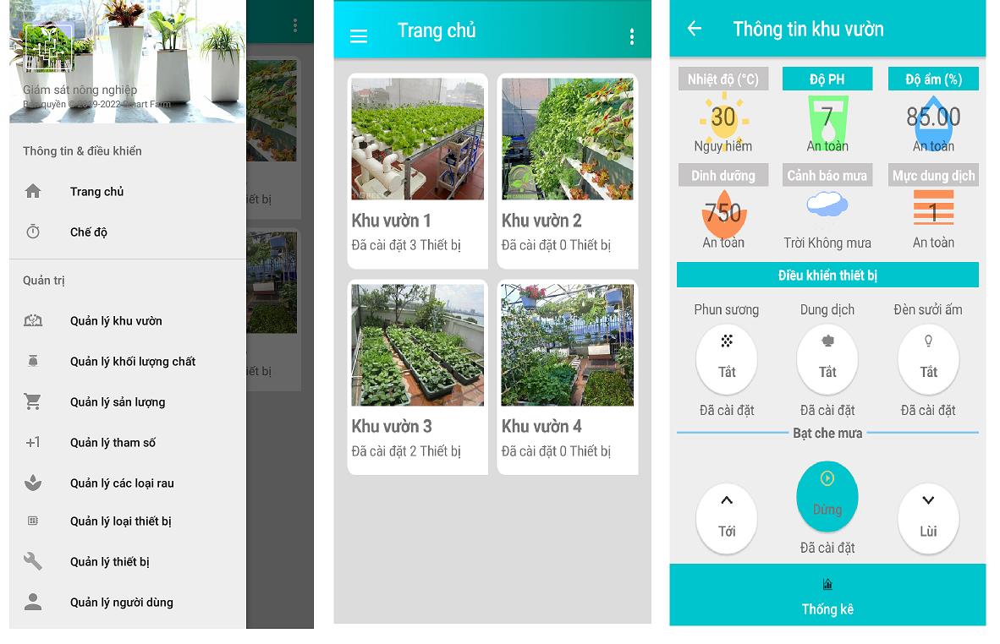 Giám sát nông nghiệp
Bản quyền © 2019-2022 Smart Farm
Thông tin & điều khiển
Trang chủ
Chế độ
Quản trị
Quản lý khu vườn
Quản lý khối lượng chất
Quản lý sản lượng
+1 Quản lý tham số
Quản lý các loại rau
Quản lý loại thiết bị
Quản lý thiết bị
Quản lý người dùng
iết bị
iết bị
Trang chủ
Khu vườn 1
Đã cài đặt 3 Thiết bị
Khu vườn 2
Đã cài đặt 0 Thiết bị
Khu vườn 3
Đã cài đặt 2 Thiết bị
Khu vườn 4
Đã cài đặt 0 Thiết bị
Thông tin khu vườn
Nhiệt độ (°C) Độ PH Độ ẩm (%)
30 7 85.00
Nguy hiểm An toàn An toàn
Dinh dưỡng Cảnh báo mưa Mực dung dịch
750 1
An toàn Trời Không mưa An toàn
Điều khiển thiết bị
Phun sương Dung dịch Đèn sưởi ấm
Tắt Tắt Tắt
Đã cài đặt Đã cài đặt Đã cài đặt
Bạt che mưa
Tới Dừng Lùi
Đã cài đặt
Thống kê